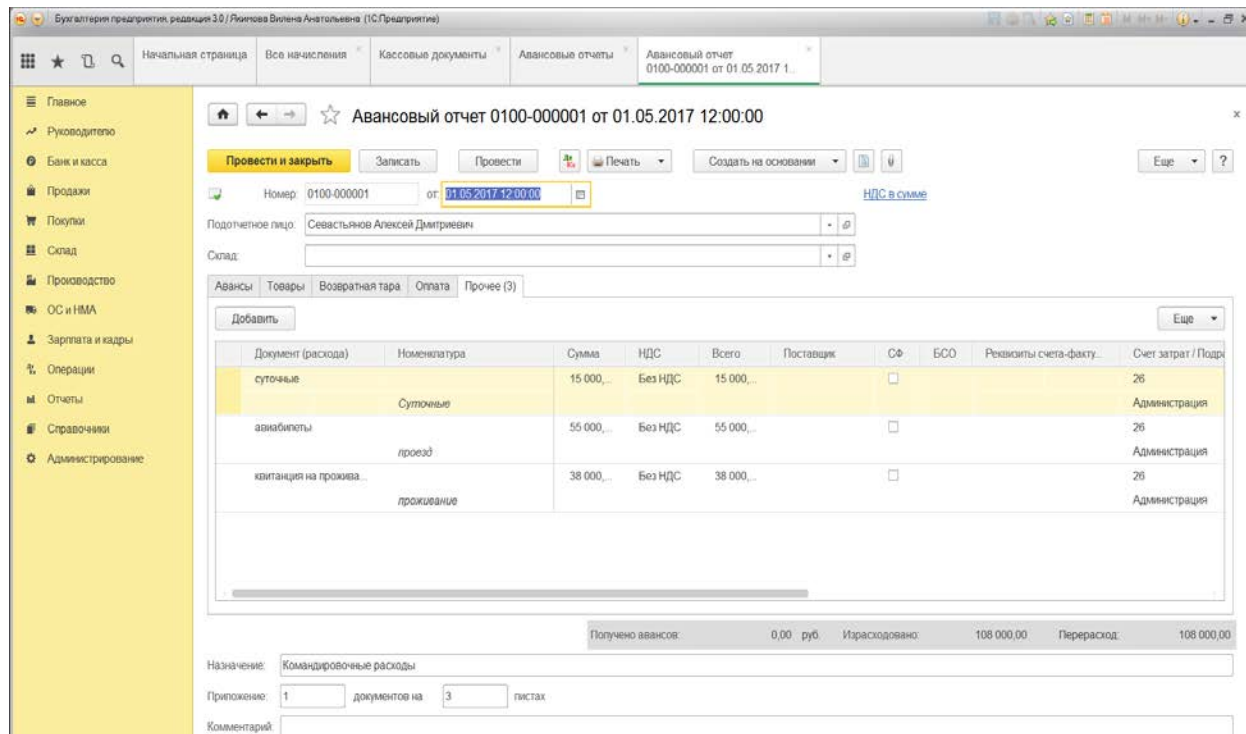 Бухгалтерия предприятия, редакция 3.0 / Якимова Вилена Анатольевна (1С:Предприятие)
M M+ M-
Начальная страница Все начисления Кассовые документы Авансовые отчеты Авансовый отчет
0100-000001 от 01.05.2017 1...
Главное
Авансовый отчет 0100-000001 от 01.05.2017 12:00:00
Руководителю
Банк и касса
Провести и закрыть Записать Провести Печать Создать на основании Еще ?
Продажи
Номер: 0100-000001 от: 01.05.2017 12:00:00 НДС в сумме
Покупки
Подотчетное лицо: Севастьянов Алексей Дмитриевич
Склад
Склад:
Производство
Авансы Товары Возвратная тара Оплата Прочее (3)
ОС и НМА
Добавить Еще
Зарплата и кадры
Документ (расхода) Номенклатура Сумма НДС Всего Поставщик СФ БСО Реквизиты счета-факту... Счет затрат / Подра
Операции
суточные 15 000,... Без НДС 15 000,... 26
Отчеты
Суточные Администрация
Справочники
авиабилеты 55 000,... Без НДС 55 000,... 26
Администрирование
проезд Администрация
квитанция на прожива... 38 000,... Без НДС 38 000,... 26
проживание Администрация
Получено авансов: 0,00 руб. Израсходовано: 108 000,00 Перерасход: 108 000,00
Назначение: Командировочные расходы
Приложение: 1 документов на 3 листах
Комментарий: